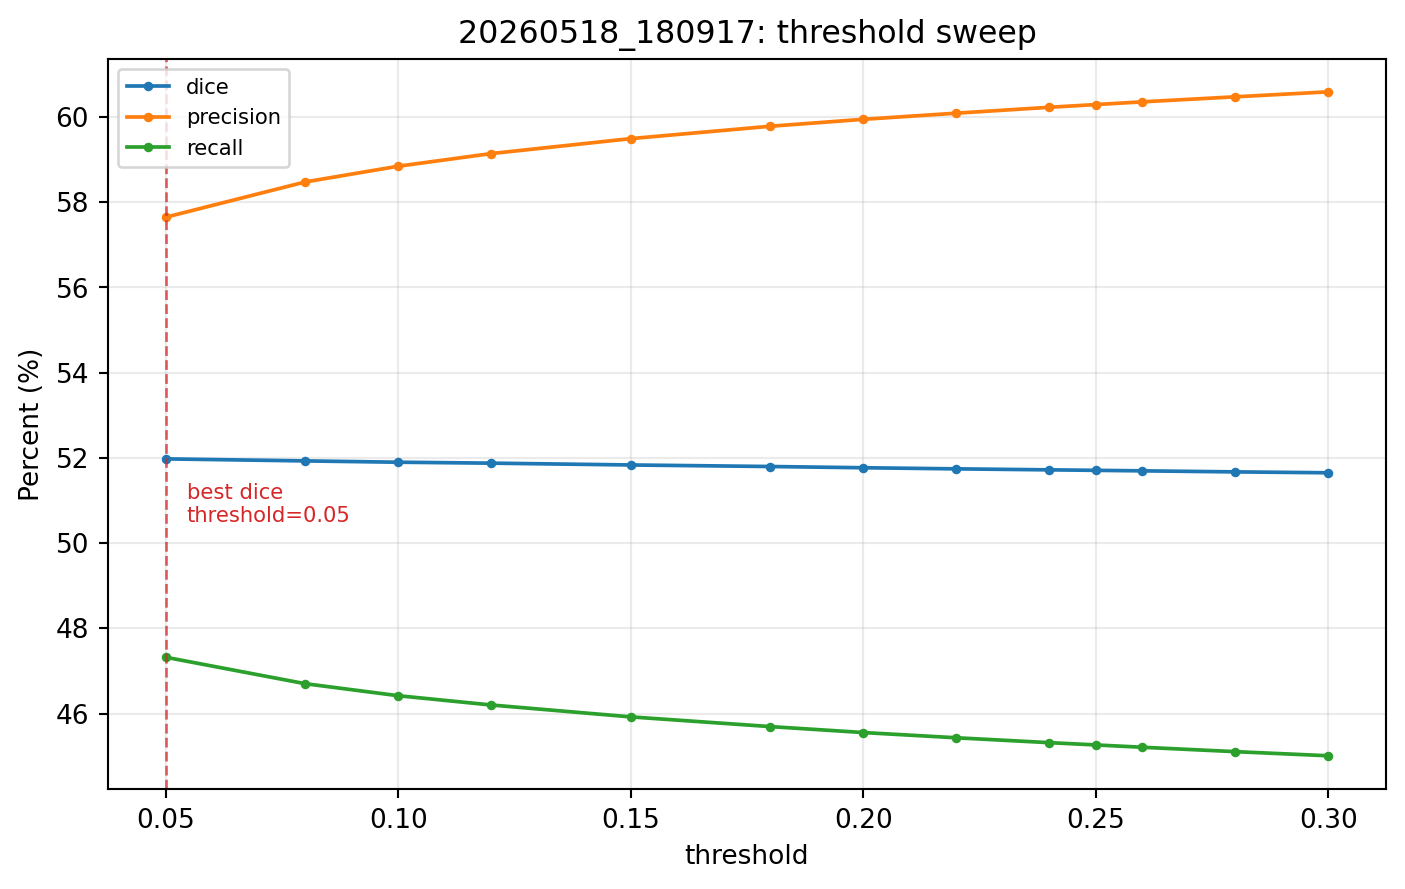 20260518_180917: threshold sweep
dice
precision
recall
60
58
56
54
52
50
48
46
Percent (%)
best dice
threshold=0.05
0.05 0.10 0.15 0.20 0.25 0.30
threshold